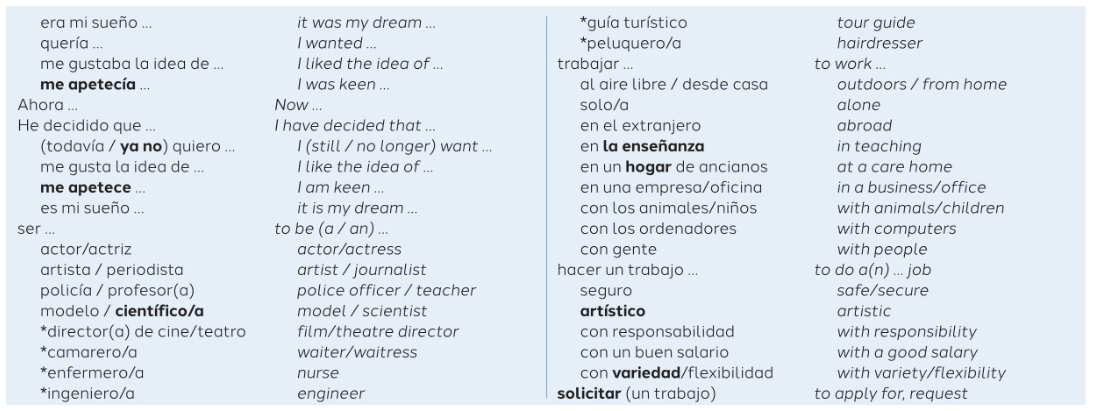 era mi sueño ... it was my dream ...
quería ... I wanted ...
me gustaba la idea de ... I liked the idea of ...
me apetecía ... I was keen ...
Ahora ... Now ...
He decidido que ... I have decided that ...
(todavía / ya no) quiero ... I (still / no longer) want ...
me gusta la idea de ... I like the idea of ...
me apetece ... I am keen ...
es mi sueño ... it is my dream ...
ser ... to be (a / an) ...
actor/actriz actor/actress
artista / periodista artist / journalist
policía / profesor(a) police officer / teacher
modelo / científico/a model / scientist
*director(a) de cine/teatro film/theatre director
*camarero/a waiter/waitress
*enfermero/a nurse
*ingeniero/a engineer
*guía turístico tour guide
*peluquero/a hairdresser
trabajar ... to work ...
al aire libre / desde casa outdoors / from home
solo/a alone
en el extranjero abroad
en la enseñanza in teaching
en un hogar de ancianos at a care home
en una empresa/oficina in a business/office
con los animales/niños with animals/children
con los ordenadores with computers
con gente with people
hacer un trabajo ... to do a(n) ... job
seguro safe/secure
artístico artistic
con responsabilidad with responsibility
con un buen salario with a good salary
con variedad/flexibilidad with variety/flexibility
solicitar (un trabajo) to apply for, request